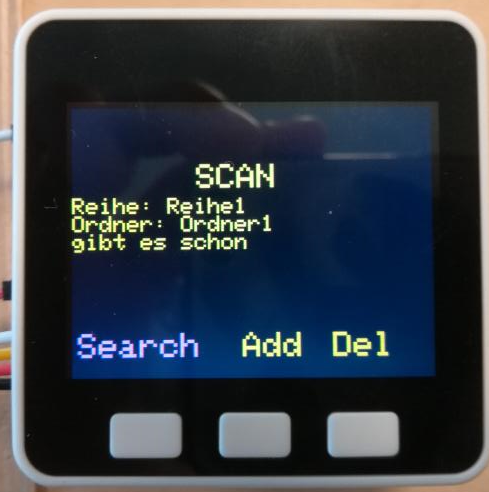 SCAN
Reihe: Reihe1
Ordner: Ordner1
gibt es schon
Search Add Del